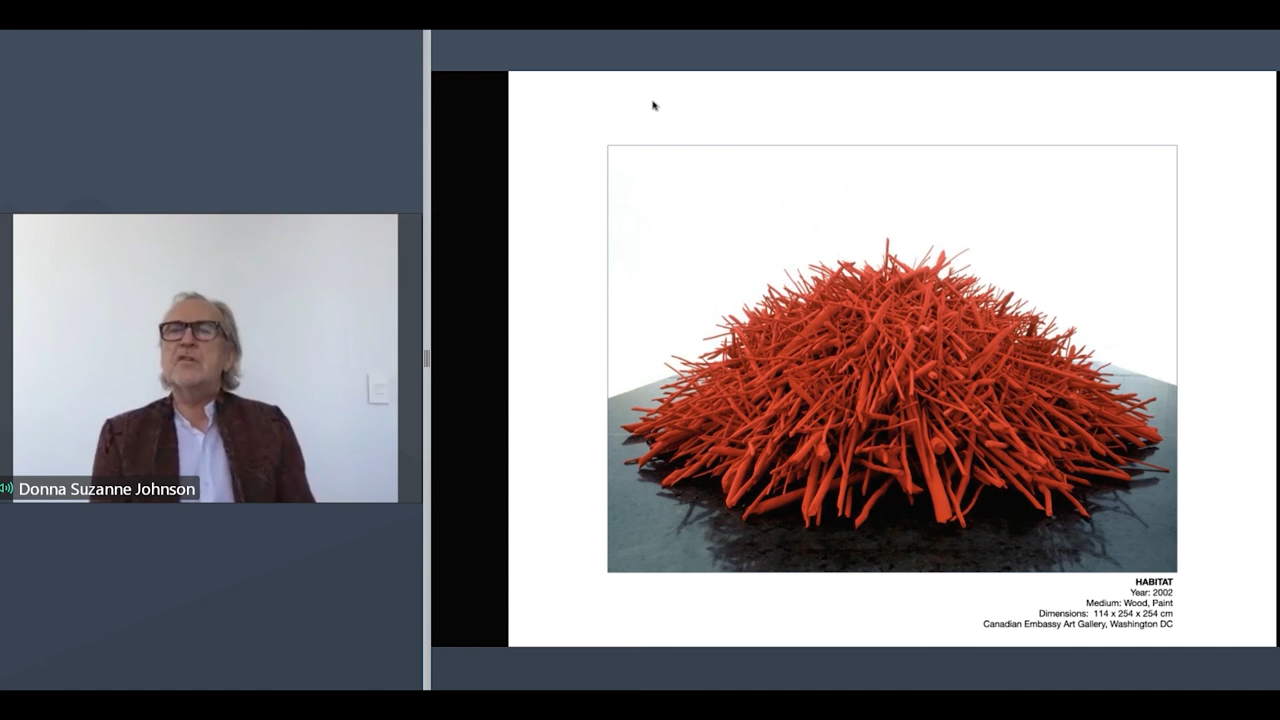 Donna Suzanne Johnson
HABITAT
Year: 2002
Medium: Wood, Paint
Dimensions: 114 x 254 x 254 cm
Canadian Embassy Art Gallery, Washington DC